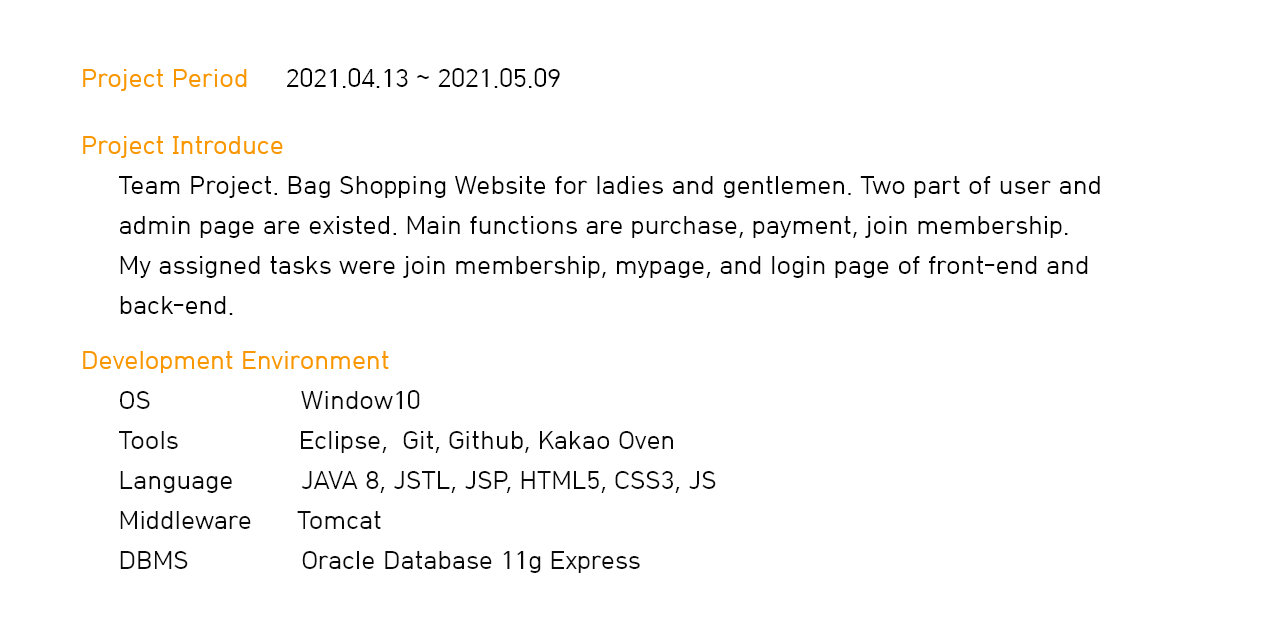 Project Period 2021.04.13 ~ 2021.05.09
Project Introduce
Team Project. Bag Shopping Website for ladies and gentlemen. Two part of user and
admin page are existed. Main functions are purchase, payment, join membership.
My assigned tasks were join membership, mypage, and login page of front-end and
back-end.
Development Environment
OS Window10
Tools Eclipse, Git, Github, Kakao Oven
Language JAVA 8, JSTL, JSP, HTML5, CSS3, JS
Middleware Tomcat
DBMS Oracle Database 11g Express